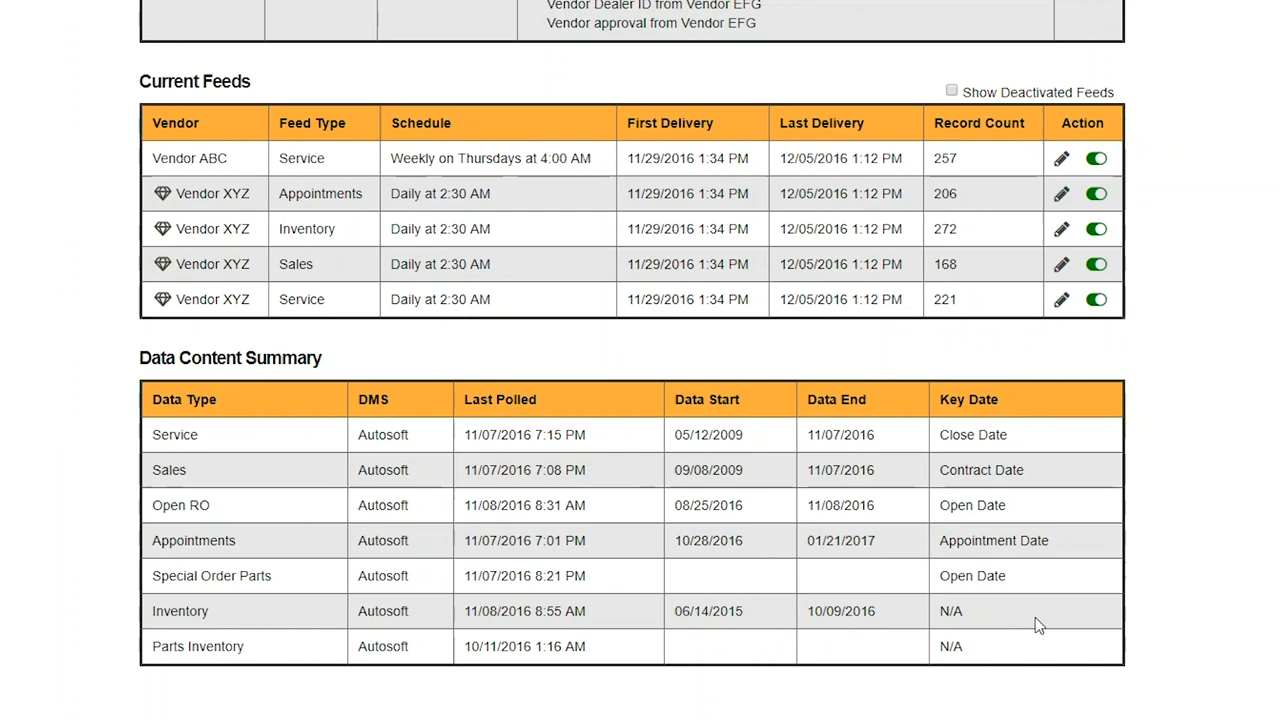 Vendor Dealer ID from Vendor EFG
Vendor approval from Vendor EFG
Current Feeds
Show Deactivated Feeds
Vendor Feed Type Schedule First Delivery Last Delivery Record Count Action
Vendor ABC Service Weekly on Thursdays at 4:00 AM 11/29/2016 1:34 PM 12/05/2016 1:12 PM 257
Vendor XYZ Appointments Daily at 2:30 AM 11/29/2016 1:34 PM 12/05/2016 1:12 PM 206
Vendor XYZ Inventory Daily at 2:30 AM 11/29/2016 1:34 PM 12/05/2016 1:12 PM 272
Vendor XYZ Sales Daily at 2:30 AM 11/29/2016 1:34 PM 12/05/2016 1:12 PM 168
Vendor XYZ Service Daily at 2:30 AM 11/29/2016 1:34 PM 12/05/2016 1:12 PM 221
Data Content Summary
Data Type DMS Last Polled Data Start Data End Key Date
Service Autosoft 11/07/2016 7:15 PM 05/12/2009 11/07/2016 Close Date
Sales Autosoft 11/07/2016 7:08 PM 09/08/2009 11/07/2016 Contract Date
Open RO Autosoft 11/08/2016 8:31 AM 08/25/2016 11/08/2016 Open Date
Appointments Autosoft 11/07/2016 7:01 PM 10/28/2016 01/21/2017 Appointment Date
Special Order Parts Autosoft 11/07/2016 8:21 PM Open Date
Inventory Autosoft 11/08/2016 8:55 AM 06/14/2015 10/09/2016 N/A
Parts Inventory Autosoft 10/11/2016 1:16 AM N/A